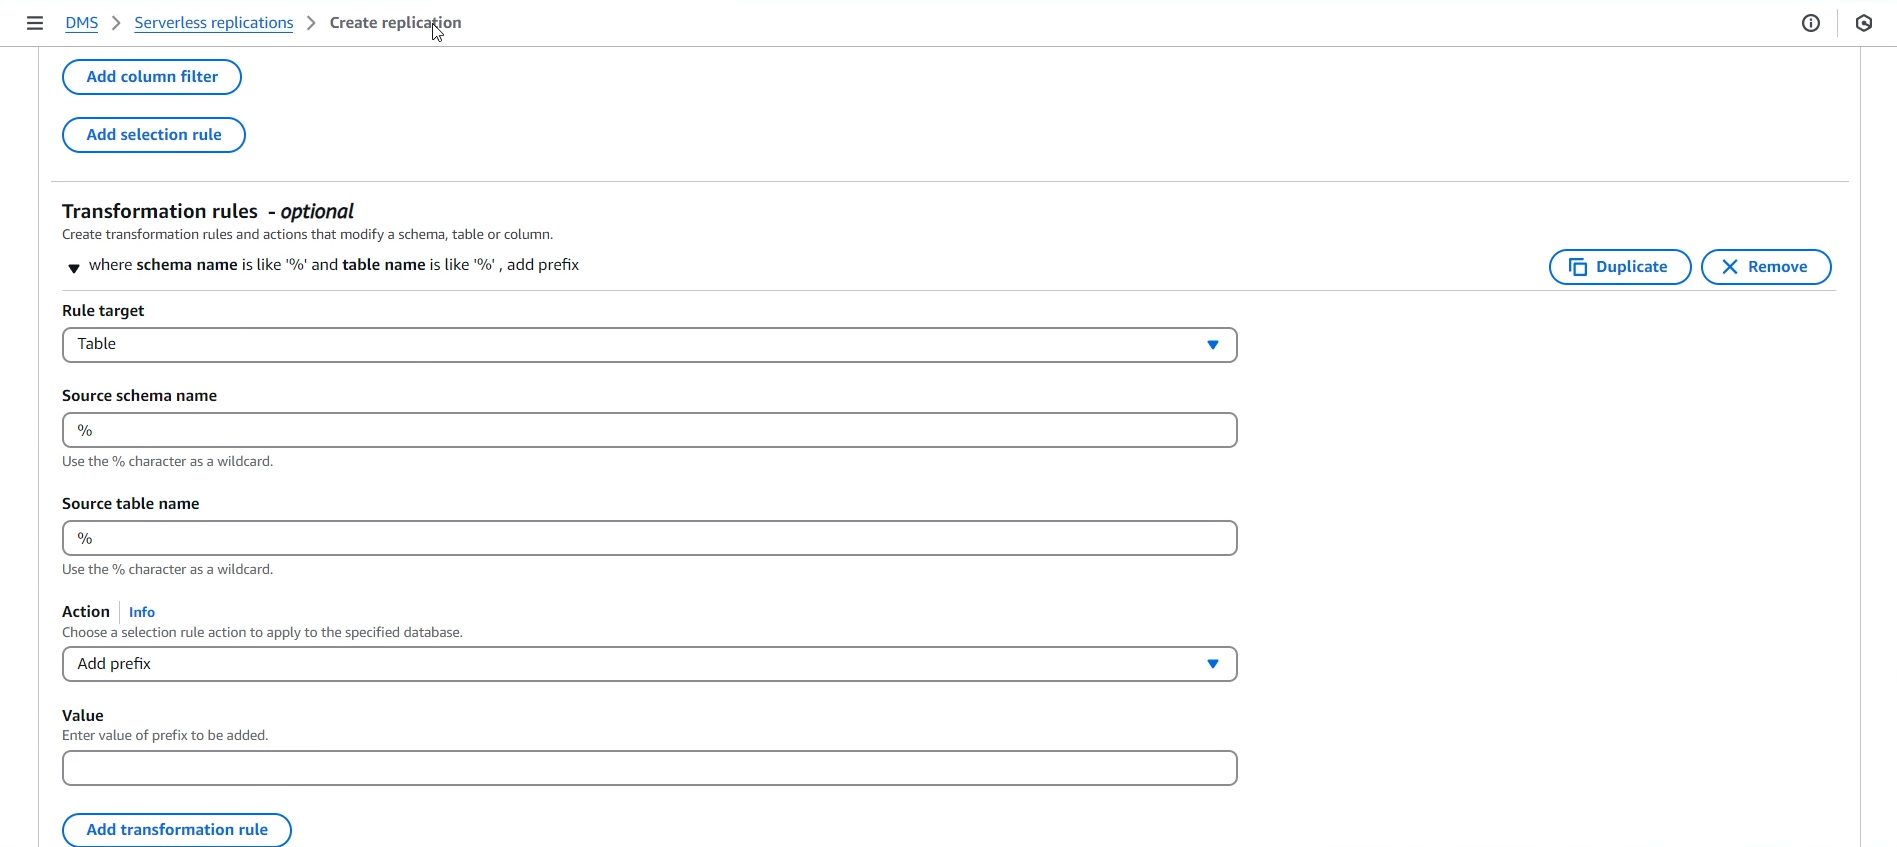 DMS > Serverless replications > Create replication
Add column filter
Add selection rule
Transformation rules - optional
Create transformation rules and actions that modify a schema, table or column.
where schema name is like '%' and table name is like '%' , add prefix
Duplicate
Remove
Rule target
Table
Source schema name
%
Use the % character as a wildcard.
Source table name
%
Use the % character as a wildcard.
Action Info
Choose a selection rule action to apply to the specified database.
Add prefix
Value
Enter value of prefix to be added.
Add transformation rule